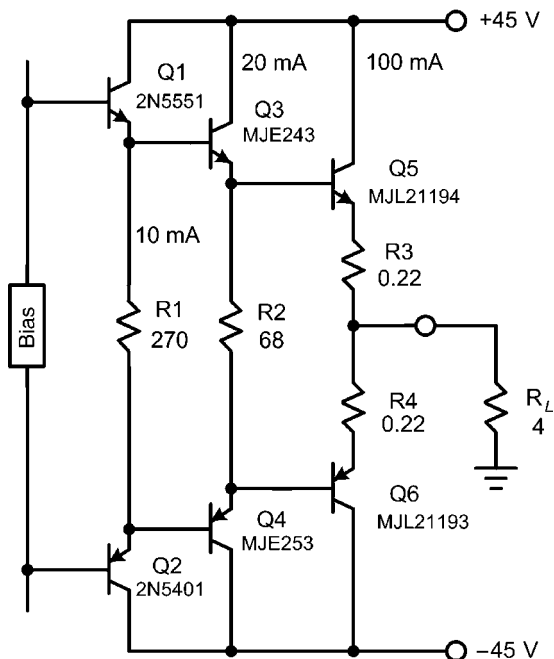 +45 V
Q1
2N5551
20 mA
100 mA
Q3
MJE243
Q5
MJL21194
10 mA
R3
0.22
Bias
R1
270
R2
68
R4
0.22
RL
4
Q4
MJE253
Q6
MJL21193
Q2
2N5401
−45 V